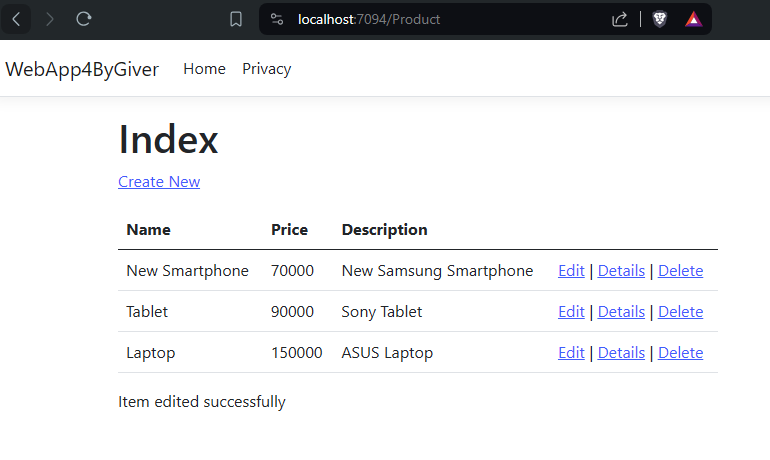 localhost:7094/Product
WebApp4ByGiver Home Privacy
Index
Create New
Name Price Description
New Smartphone 70000 New Samsung Smartphone Edit | Details | Delete
Tablet 90000 Sony Tablet Edit | Details | Delete
Laptop 150000 ASUS Laptop Edit | Details | Delete
Item edited successfully